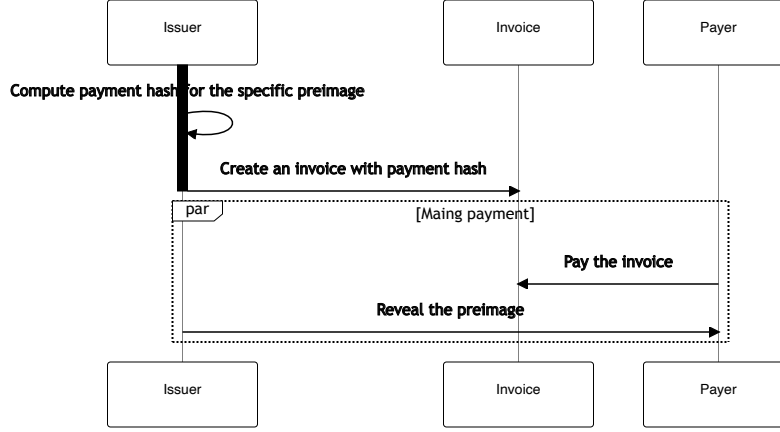 Issuer
Invoice
Payer
Compute payment hash for the specific preimage
Create an invoice with payment hash
par
[Maing payment]
Pay the invoice
Reveal the preimage
Issuer
Invoice
Payer